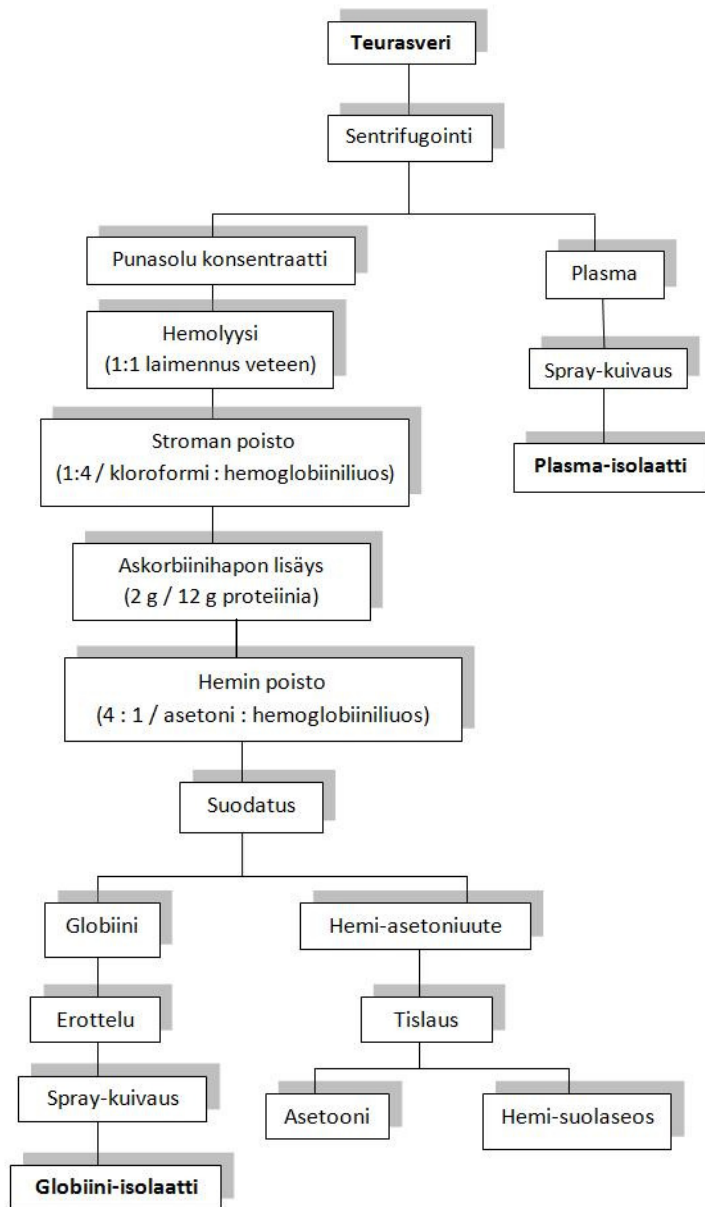 Teurasveri
Sentrifugointi
Punasolu konsentraatti
Plasma
Hemolyysi
(1:1 laimennus veteen)
Spray-kuivaus
Stroman poisto
(1:4 / kloroformi : hemoglobiiniliuos)
Plasma-isolaatti
Askorbiinihapon lisäys
(2 g / 12 g proteiinia)
Hemin poisto
(4 : 1 / asetoni : hemoglobiiniliuos)
Suodatus
Globiini
Hemi-asetoniuute
Erottelu
Tislaus
Spray-kuivaus
Asetooni
Hemi-suolaseos
Globiini-isolaatti